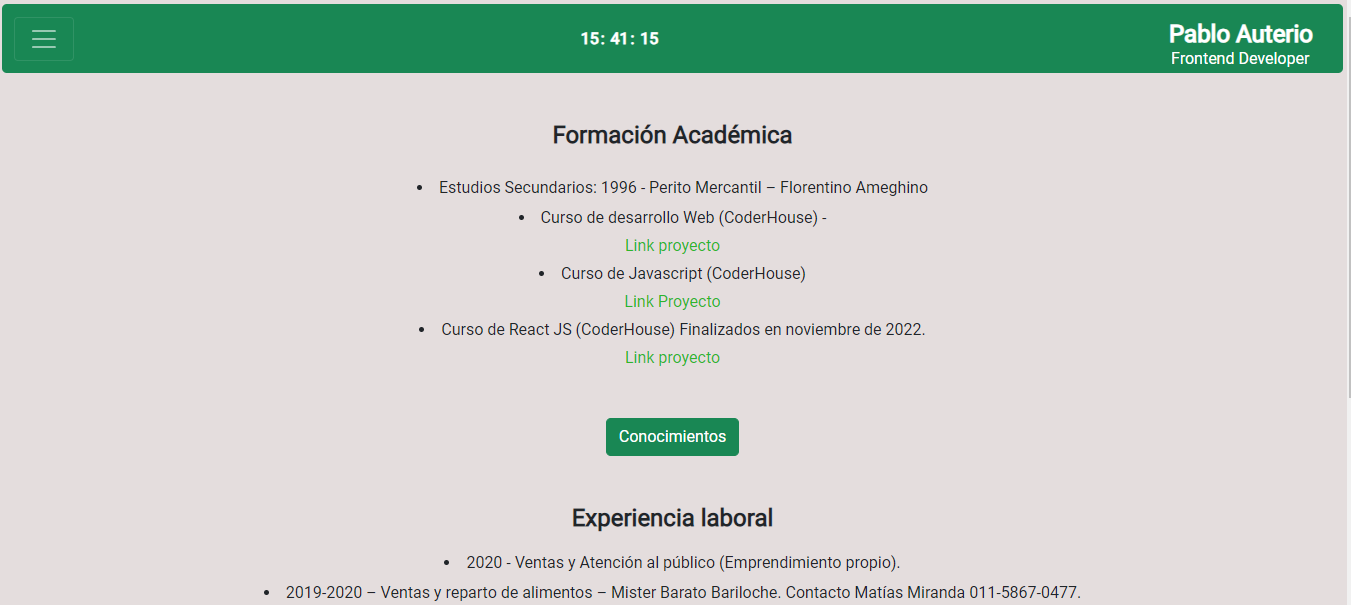 15: 41: 15
Pablo Auterio
Frontend Developer
Formación Académica
• Estudios Secundarios: 1996 - Perito Mercantil – Florentino Ameghino
• Curso de desarrollo Web (CoderHouse) -
Link proyecto
• Curso de Javascript (CoderHouse)
Link Proyecto
• Curso de React JS (CoderHouse) Finalizados en noviembre de 2022.
Link proyecto
Conocimientos
Experiencia laboral
• 2020 - Ventas y Atención al público (Emprendimiento propio).
• 2019-2020 – Ventas y reparto de alimentos – Mister Barato Bariloche. Contacto Matías Miranda 011-5867-0477.